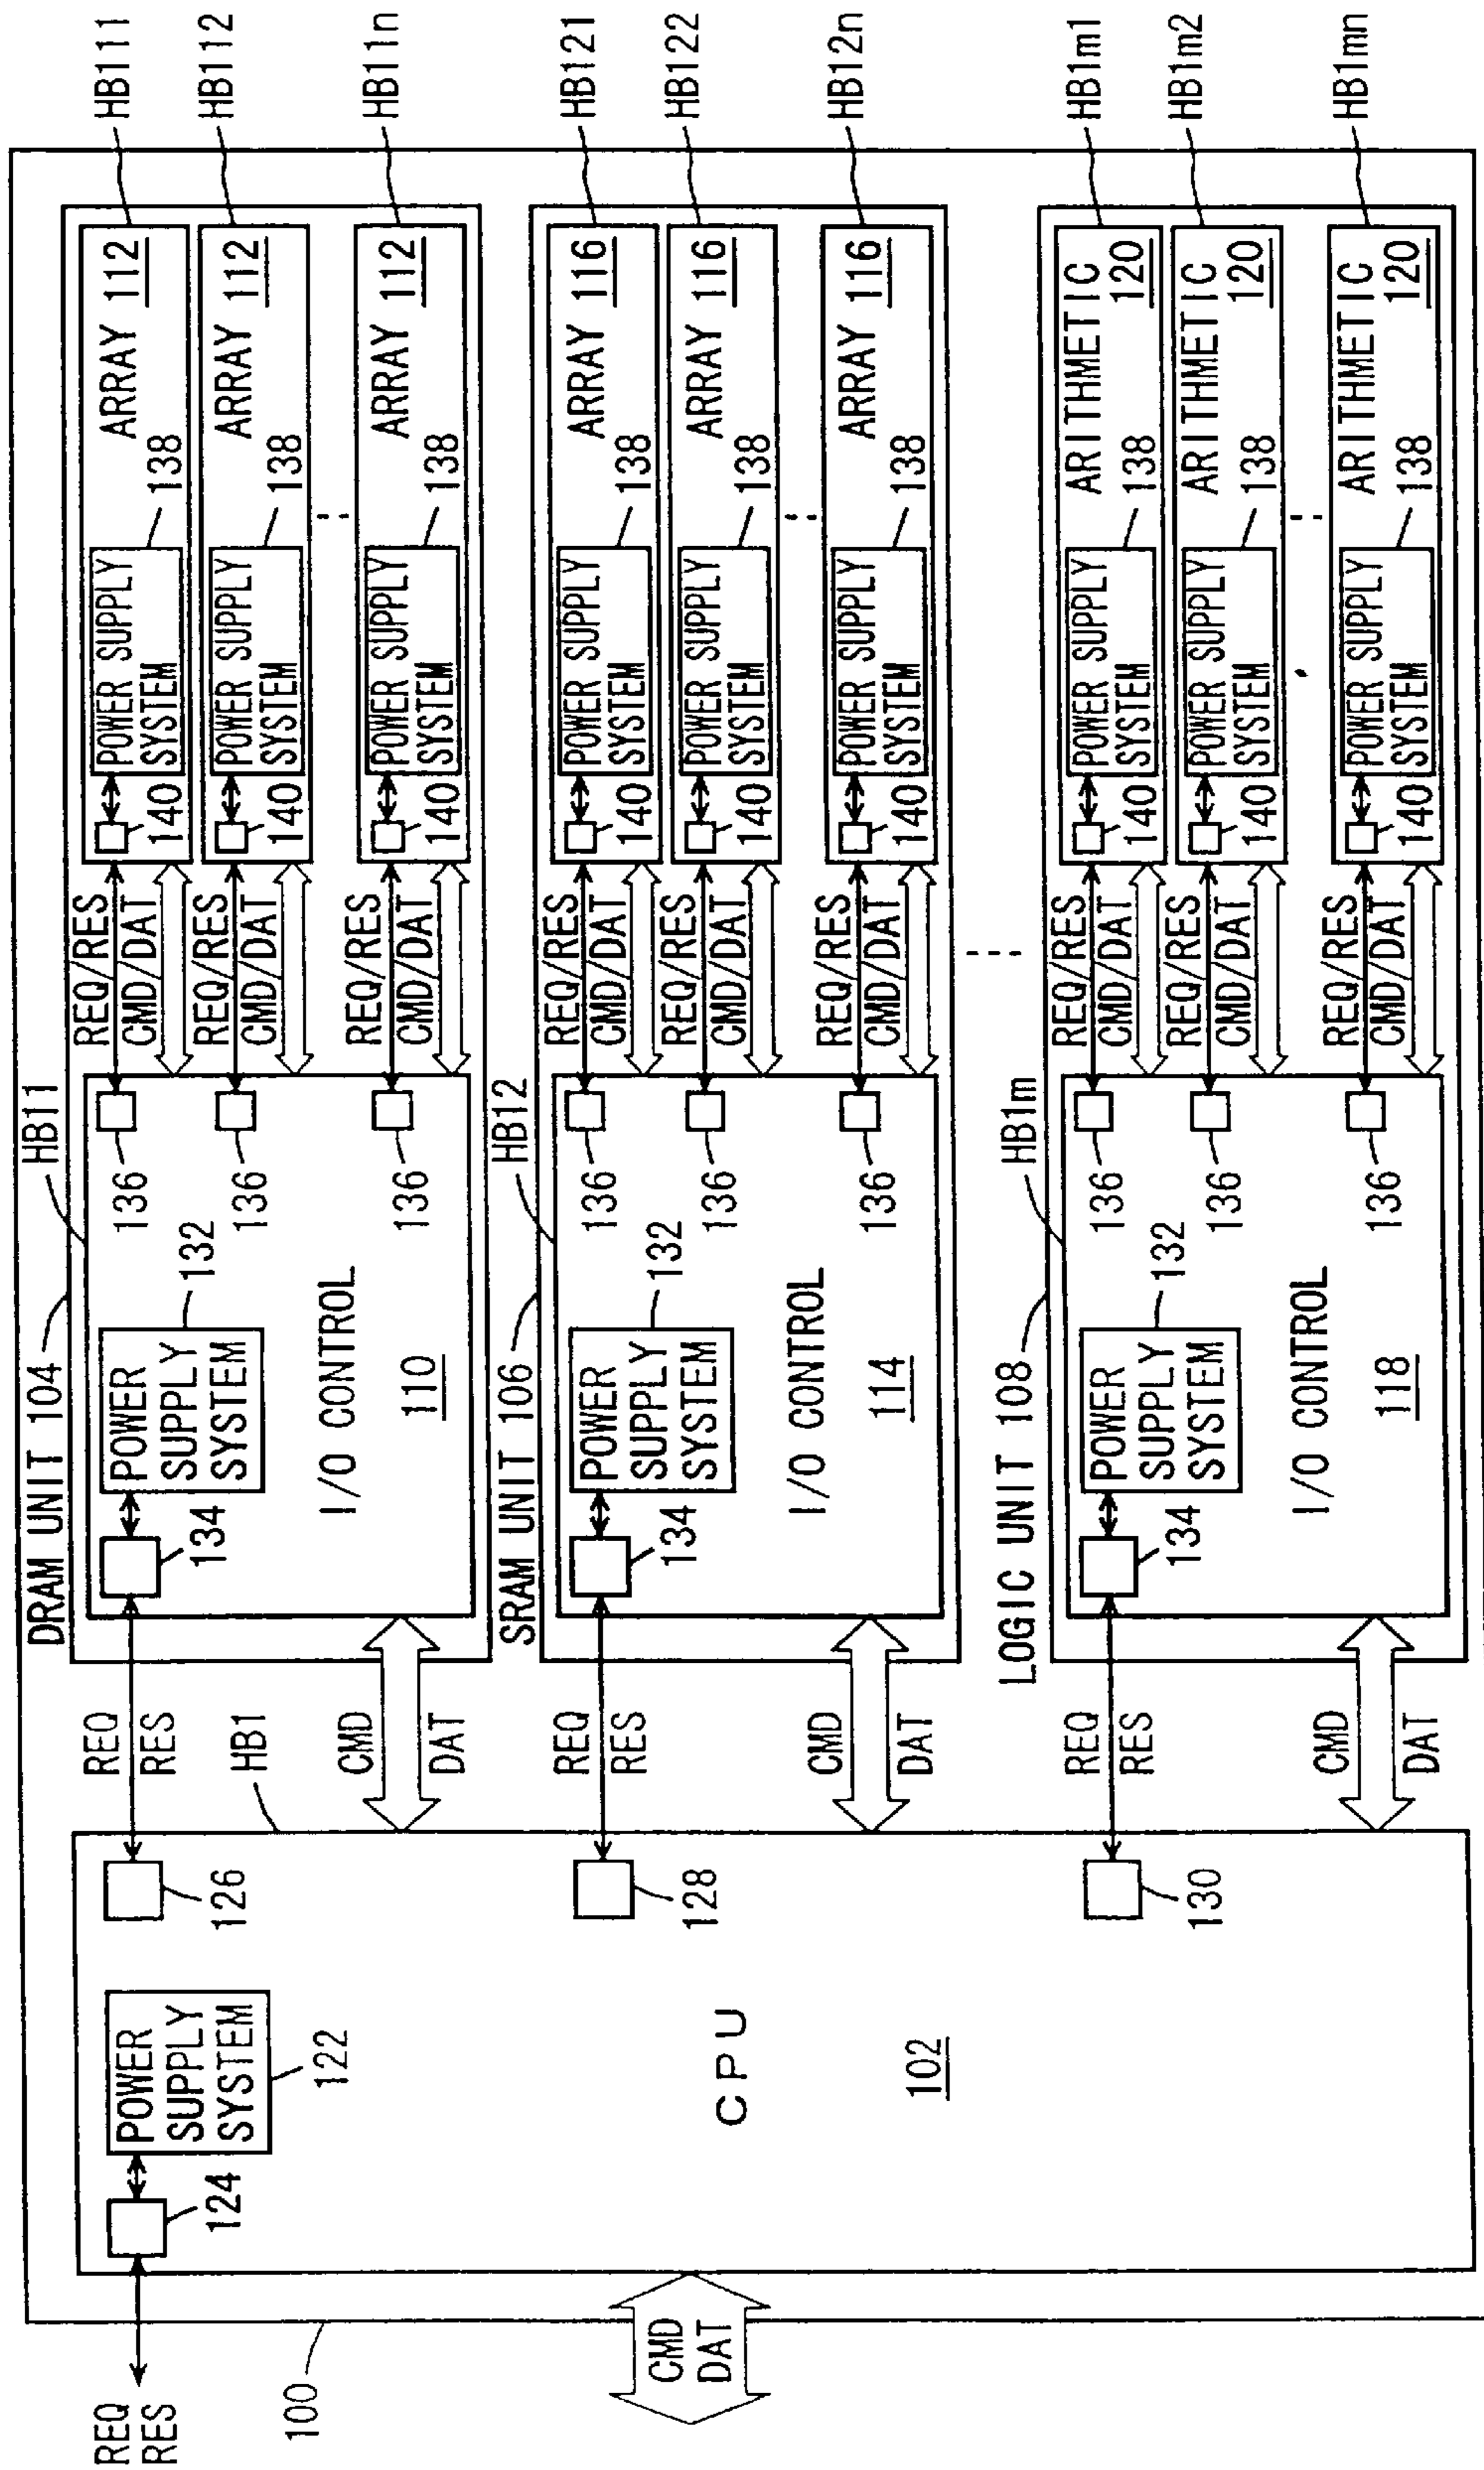 REQ
RES
100
CMD
DAT
124
POWER
SUPPLY
SYSTEM
122
CPU
102
126
128
130
HB1
REQ
RES
CMD
DAT
REQ
RES
CMD
DAT
REQ
RES
CMD
DAT
DRAM UNIT 104
HB11
134
POWER
SUPPLY
SYSTEM
132
I/O CONTROL
110
136
136
136
REQ/RES
CMD/DAT
REQ/RES
CMD/DAT
REQ/RES
CMD/DAT
140
POWER SUPPLY
SYSTEM
138
ARRAY
112
HB111
140
POWER SUPPLY
SYSTEM
138
ARRAY
112
HB112
140
POWER SUPPLY
SYSTEM
138
ARRAY
112
HB11n
SRAM UNIT 106
HB12
134
POWER
SUPPLY
SYSTEM
132
I/O CONTROL
114
136
136
136
REQ/RES
CMD/DAT
REQ/RES
CMD/DAT
REQ/RES
CMD/DAT
140
POWER SUPPLY
SYSTEM
138
ARRAY
116
HB121
140
POWER SUPPLY
SYSTEM
138
ARRAY
116
HB122
140
POWER SUPPLY
SYSTEM
138
ARRAY
116
HB12n
LOGIC UNIT 108
HB1m
134
POWER
SUPPLY
SYSTEM
132
I/O CONTROL
118
136
136
136
REQ/RES
CMD/DAT
REQ/RES
CMD/DAT
REQ/RES
CMD/DAT
140
POWER SUPPLY
SYSTEM
138
ARITHMETIC
120
HB1m1
140
POWER SUPPLY
SYSTEM
138
ARITHMETIC
120
HB1m2
140
POWER SUPPLY
SYSTEM
138
ARITHMETIC
120
HB1mn